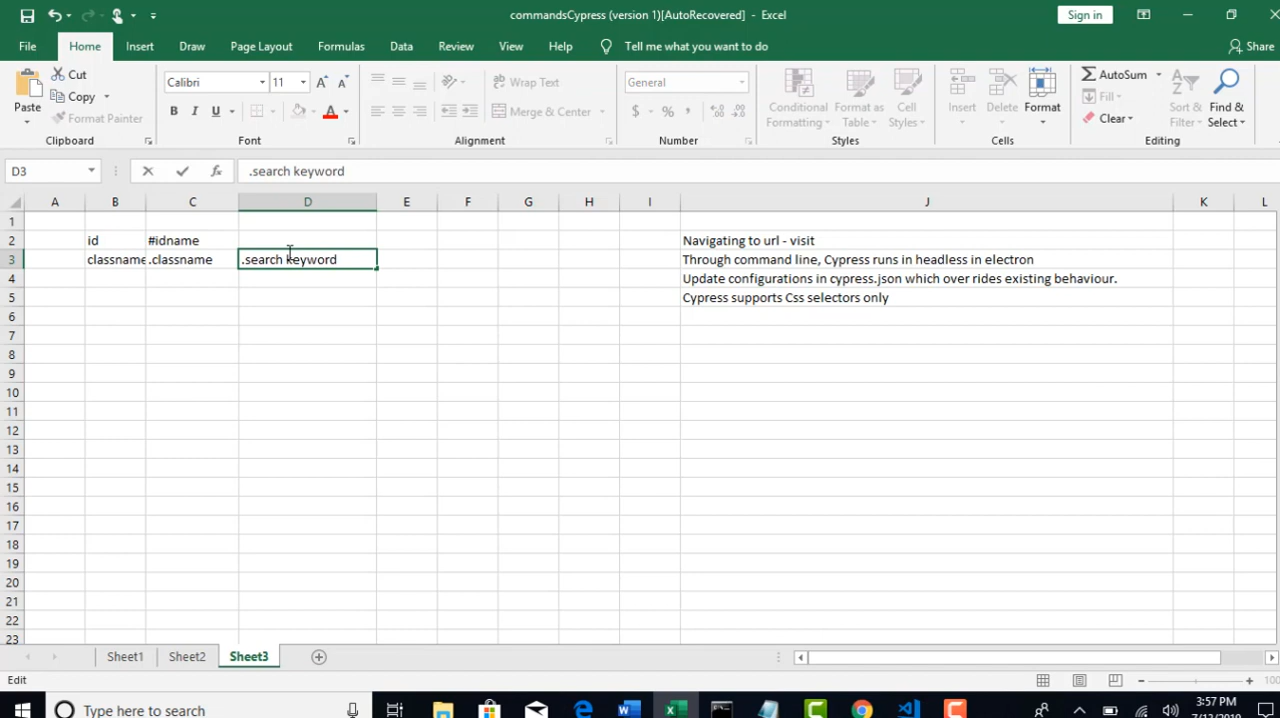 commandsCypress (version 1)[AutoRecovered] - Excel
Sign in
File Home Insert Draw Page Layout Formulas Data Review View Help Tell me what you want to do Share
Paste
Cut
Copy
Format Painter
Calibri 11
B I U A
Wrap Text
Merge & Center
General
$ % ,
Conditional Formatting
Format as Table
Cell Styles
Insert
Delete
Format
AutoSum
Fill
Clear
Sort & Filter
Find & Select
Clipboard Font Alignment Number Styles Cells Editing
D3 fx .search keyword
A B C D E F G H I J K L
1
2 id #idname Navigating to url - visit
3 classname .classname .search keyword Through command line, Cypress runs in headless in electron
4 Update configurations in cypress.json which over rides existing behaviour.
5 Cypress supports Css selectors only
6
7
8
9
10
11
12
13
14
15
16
17
18
19
20
21
22
23
Sheet1 Sheet2 Sheet3
Edit 100
Type here to search
3:57 PM